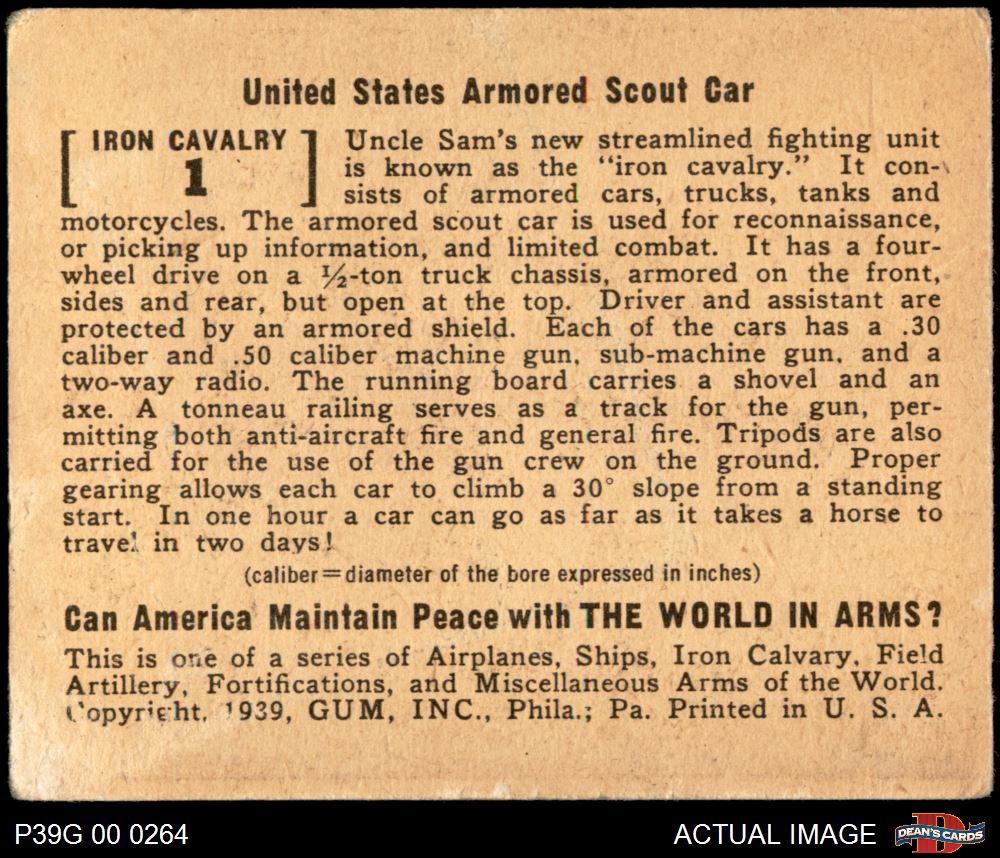 United States Armored Scout Car
[ IRON CAVALRY ] Uncle Sam's new streamlined fighting unit
1 is known as the "iron cavalry." It con-
sists of armored cars, trucks, tanks and
motorcycles. The armored scout car is used for reconnaissance,
or picking up information, and limited combat. It has a four-
wheel drive on a ½-ton truck chassis, armored on the front,
sides and rear, but open at the top. Driver and assistant are
protected by an armored shield. Each of the cars has a .30
caliber and .50 caliber machine gun, sub-machine gun, and a
two-way radio. The running board carries a shovel and an
axe. A tonneau railing serves as a track for the gun, per-
mitting both anti-aircraft fire and general fire. Tripods are also
carried for the use of the gun crew on the ground. Proper
gearing allows each car to climb a 30° slope from a standing
start. In one hour a car can go as far as it takes a horse to
travel in two days!
(caliber=diameter of the bore expressed in inches)
Can America Maintain Peace with THE WORLD IN ARMS?
This is one of a series of Airplanes, Ships, Iron Calvary, Field
Artillery, Fortifications, and Miscellaneous Arms of the World.
Copyright, 1939, GUM, INC., Phila.; Pa. Printed in U. S. A.
P39G 00 0264
ACTUAL IMAGE
D
DEAN'S CARDS